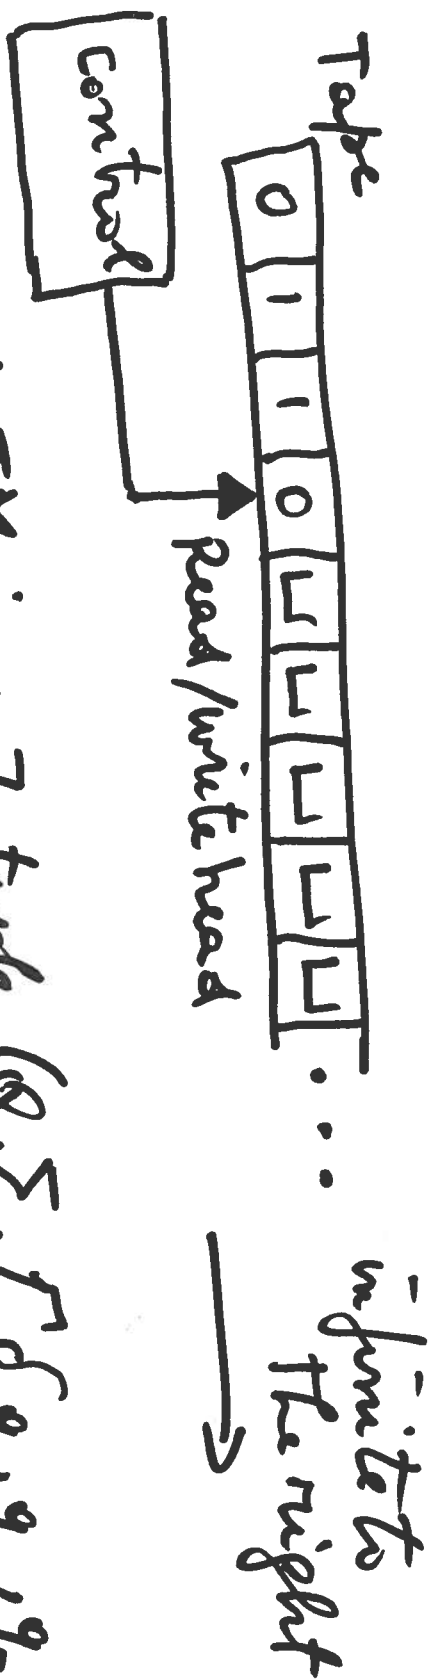 Tape
0 1 1 0 ⊔ ⊔ ⊔ ⊔ ⊔ ...
infinite to
the right
Control
Read/write head